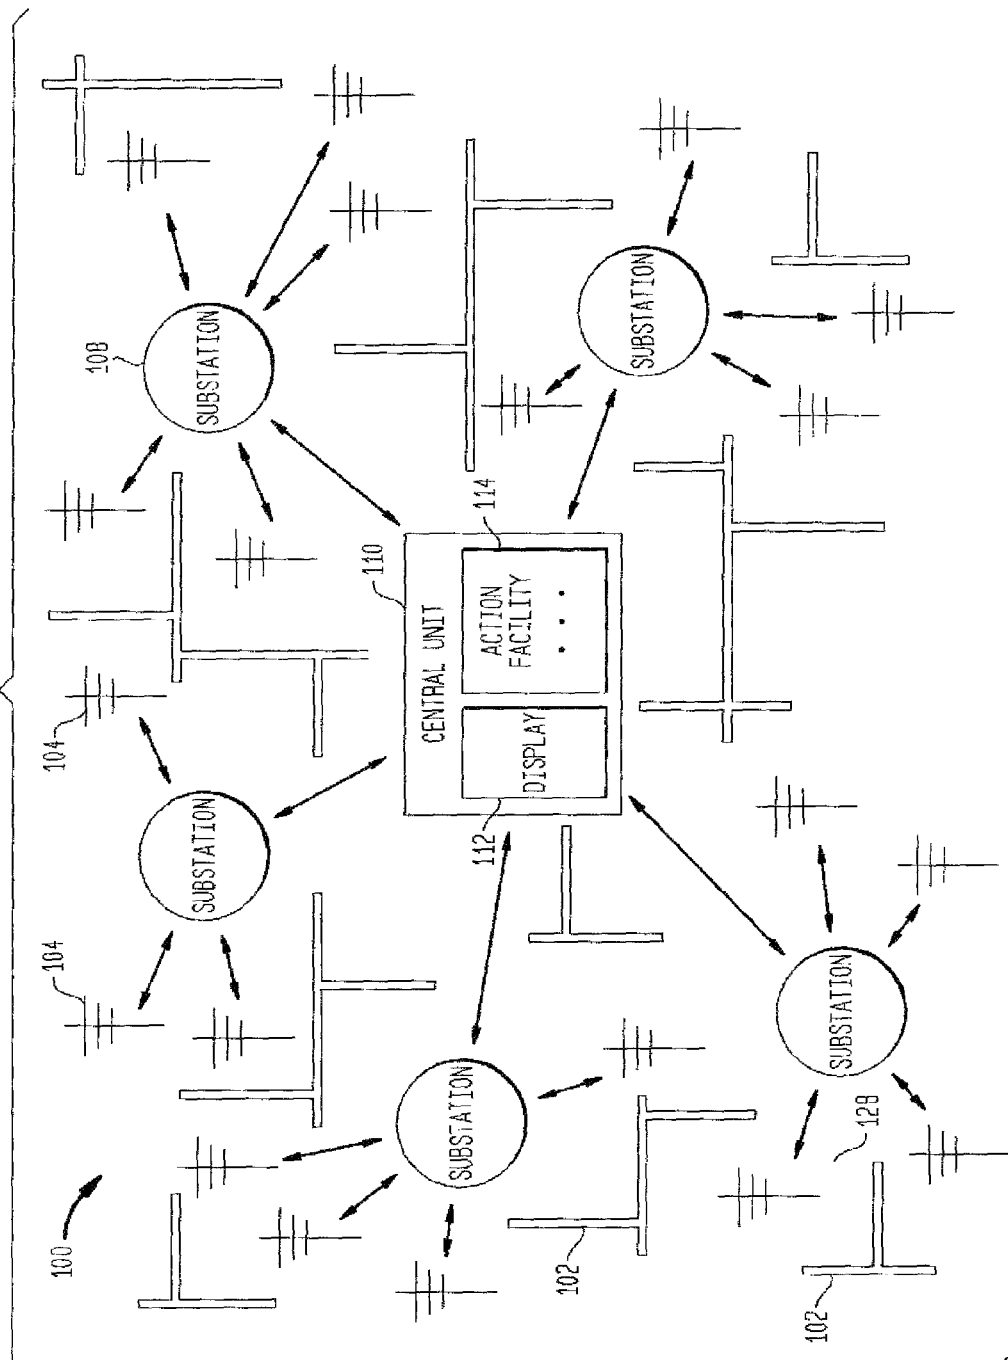 100
104
104
108
SUBSTATION
SUBSTATION
110
CENTRAL UNIT
SUBSTATION
112
114
ACTION
FACILITY
. . .
DISPLAY
102
SUBSTATION
102
SUBSTATION
128